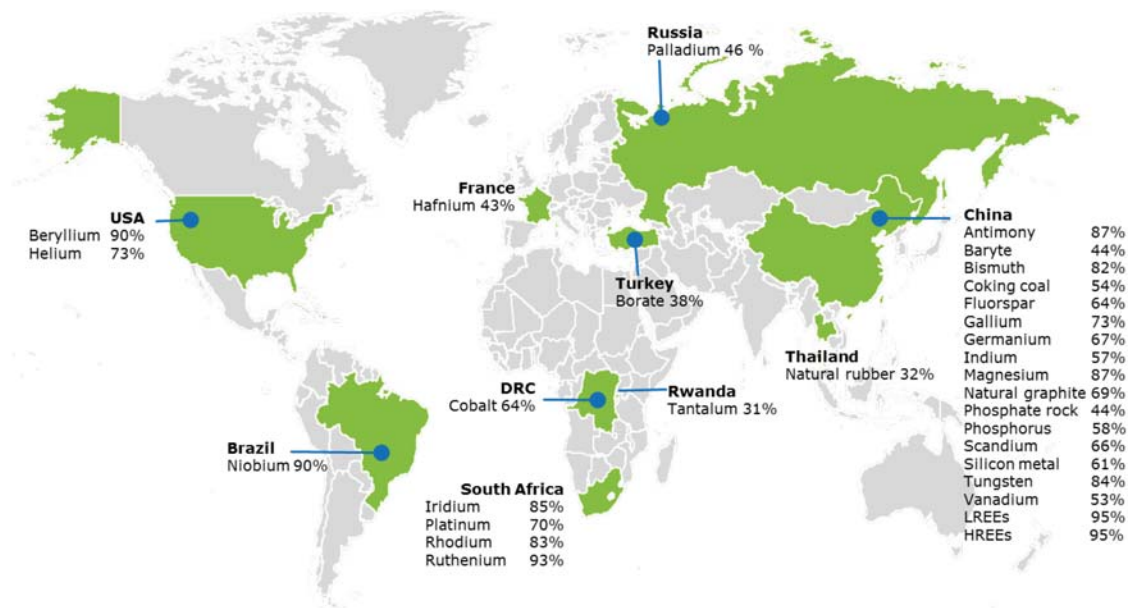 Russia
Palladium 46 %
France
Hafnium 43%
USA
Beryllium 90%
Helium 73%
Turkey
Borate 38%
China
Antimony 87%
Baryte 44%
Bismuth 82%
Coking coal 54%
Fluorspar 64%
Gallium 73%
Germanium 67%
Indium 57%
Magnesium 87%
Natural graphite 69%
Phosphate rock 44%
Phosphorus 58%
Scandium 66%
Silicon metal 61%
Tungsten 84%
Vanadium 53%
LREEs 95%
HREEs 95%
Thailand
Natural rubber 32%
DRC
Cobalt 64%
Rwanda
Tantalum 31%
Brazil
Niobium 90%
South Africa
Iridium 85%
Platinum 70%
Rhodium 83%
Ruthenium 93%